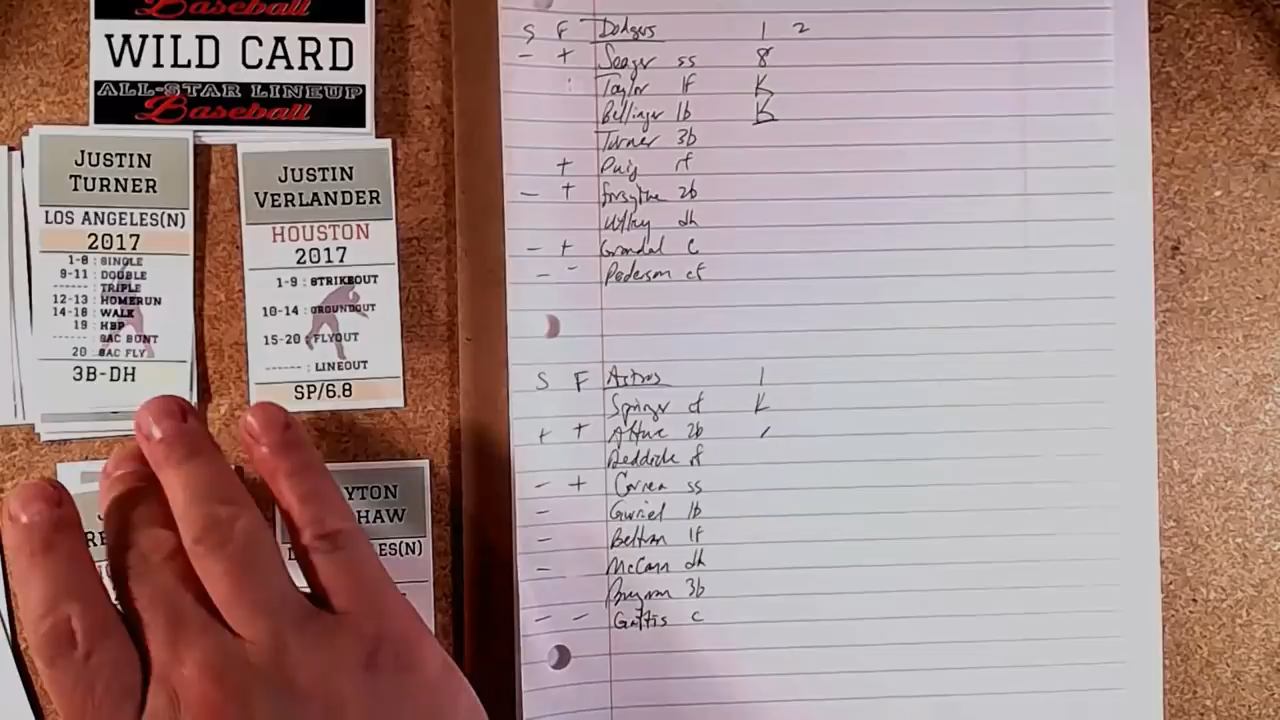 Baseball
WILD CARD
ALL-STAR LINEUP
Baseball
JUSTIN
TURNER
LOS ANGELES(N)
2017
1-8 : SINGLE
9-11 : DOUBLE
------ : TRIPLE
12-13 : HOMERUN
14-18 : WALK
19 : HBP
------ : SAC BUNT
20 : SAC FLY
3B-DH
JUSTIN
VERLANDER
HOUSTON
2017
1-9 : STRIKEOUT
10-14 : GROUNDOUT
15-20 : FLYOUT
------ : LINEOUT
SP/6.8
YTON
HAW
ES(N)
S F Dodgers 1 2
- + Seager ss 8
Taylor lf K
Bellinger 1b K
Turner 3b
+ Puig rf
- + Forsythe 2b
Utley dh
- + Grandal c
- - Pederson cf
S F Astros 1
Springer cf K
+ + Altuve 2b
Reddick rf
- + Correa ss
- Gurriel 1b
- Beltran lf
- McCann dh
Bregman 3b
- - Gattis c